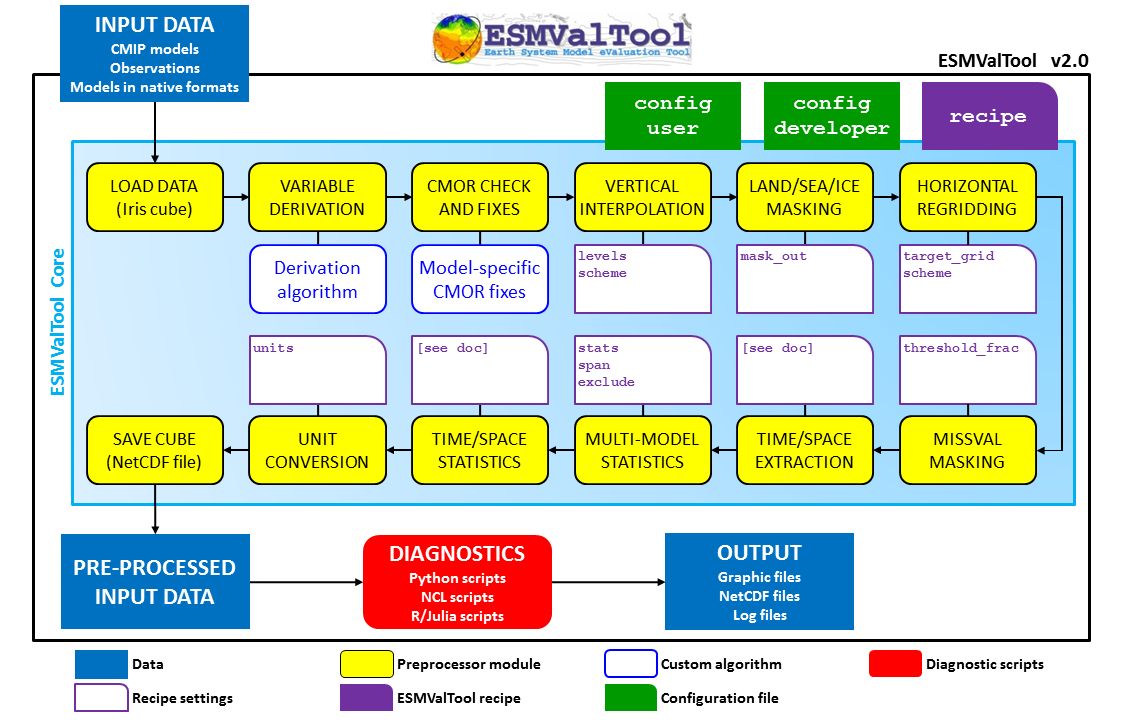 INPUT DATA
CMIP models
Observations
Models in native formats
ESMValTool
Earth System Model eValuation Tool
ESMValTool v2.0
config
user
config
developer
recipe
ESMValTool Core
LOAD DATA
(Iris cube)
VARIABLE
DERIVATION
CMOR CHECK
AND FIXES
VERTICAL
INTERPOLATION
LAND/SEA/ICE
MASKING
HORIZONTAL
REGRIDDING
Derivation
algorithm
Model-specific
CMOR fixes
levels
scheme
mask_out
target_grid
scheme
units
[see doc]
stats
span
exclude
[see doc]
threshold_frac
SAVE CUBE
(NetCDF file)
UNIT
CONVERSION
TIME/SPACE
STATISTICS
MULTI-MODEL
STATISTICS
TIME/SPACE
EXTRACTION
MISSVAL
MASKING
PRE-PROCESSED
INPUT DATA
DIAGNOSTICS
Python scripts
NCL scripts
R/Julia scripts
OUTPUT
Graphic files
NetCDF files
Log files
Data
Preprocessor module
Custom algorithm
Diagnostic scripts
Recipe settings
ESMValTool recipe
Configuration file